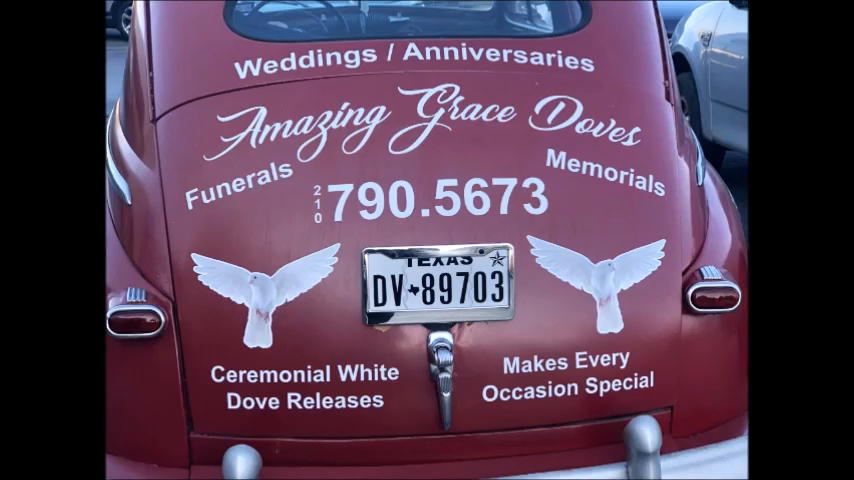 Weddings / Anniversaries
Amazing Grace Doves
Funerals
Memorials
210 790.5673
TEXAS
DV 89703
Ceremonial White
Dove Releases
Makes Every
Occasion Special